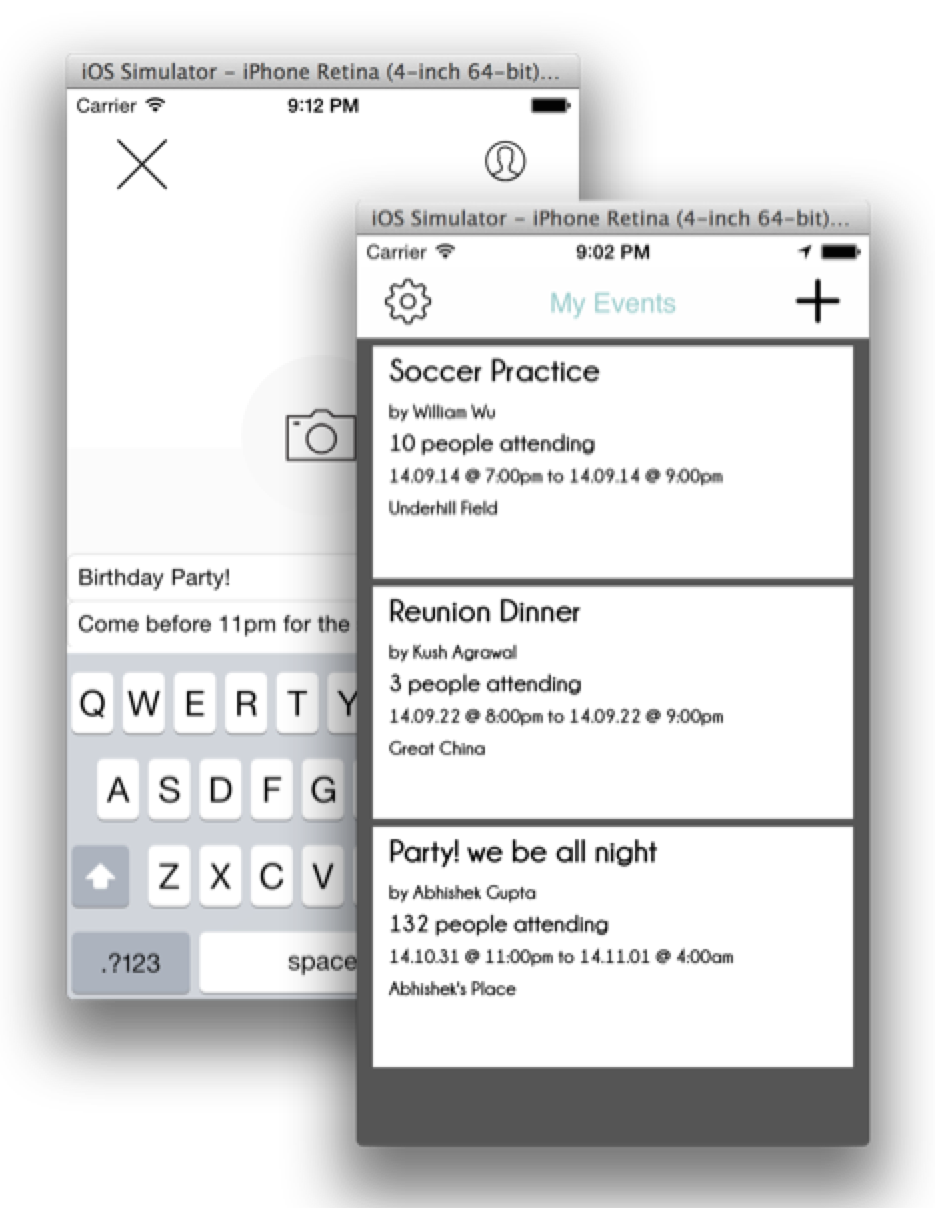 iOS Simulator – iPhone Retina (4-inch 64-bit)...
Carrier 9:12 PM
Birthday Party!
Come before 11pm for the
Q W E R T Y
A S D F G
Z X C V
.?123 space
iOS Simulator – iPhone Retina (4-inch 64-bit)...
Carrier 9:02 PM
My Events
Soccer Practice
by William Wu
10 people attending
14.09.14 @ 7:00pm to 14.09.14 @ 9:00pm
Underhill Field
Reunion Dinner
by Kush Agrawal
3 people attending
14.09.22 @ 8:00pm to 14.09.22 @ 9:00pm
Great China
Party! we be all night
by Abhishek Gupta
132 people attending
14.10.31 @ 11:00pm to 14.11.01 @ 4:00am
Abhishek's Place